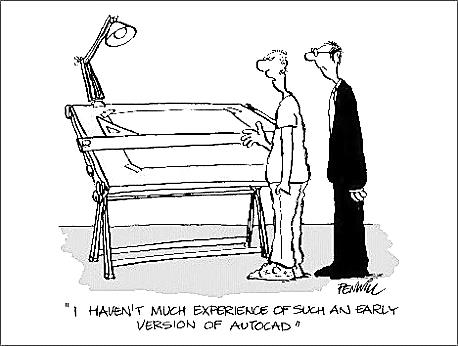 PENWILL
"I HAVEN'T MUCH EXPERIENCE OF SUCH AN EARLY
VERSION OF AUTOCAD"